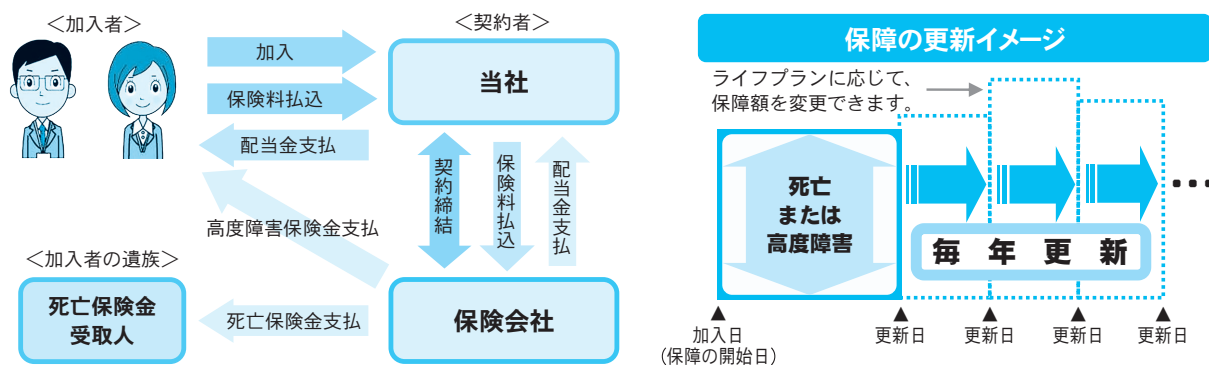 ＜加入者＞
＜契約者＞
加入
保険料払込
配当金支払
当社
契約締結
保険料払込
配当金支払
高度障害保険金支払
＜加入者の遺族＞
死亡保険金
受取人
死亡保険金支払
保険会社
保障の更新イメージ
ライフプランに応じて、
保障額を変更できます。
死亡
または
高度障害
毎年更新
▲
加入日
（保障の開始日）
▲
更新日
▲
更新日
▲
更新日
▲
更新日